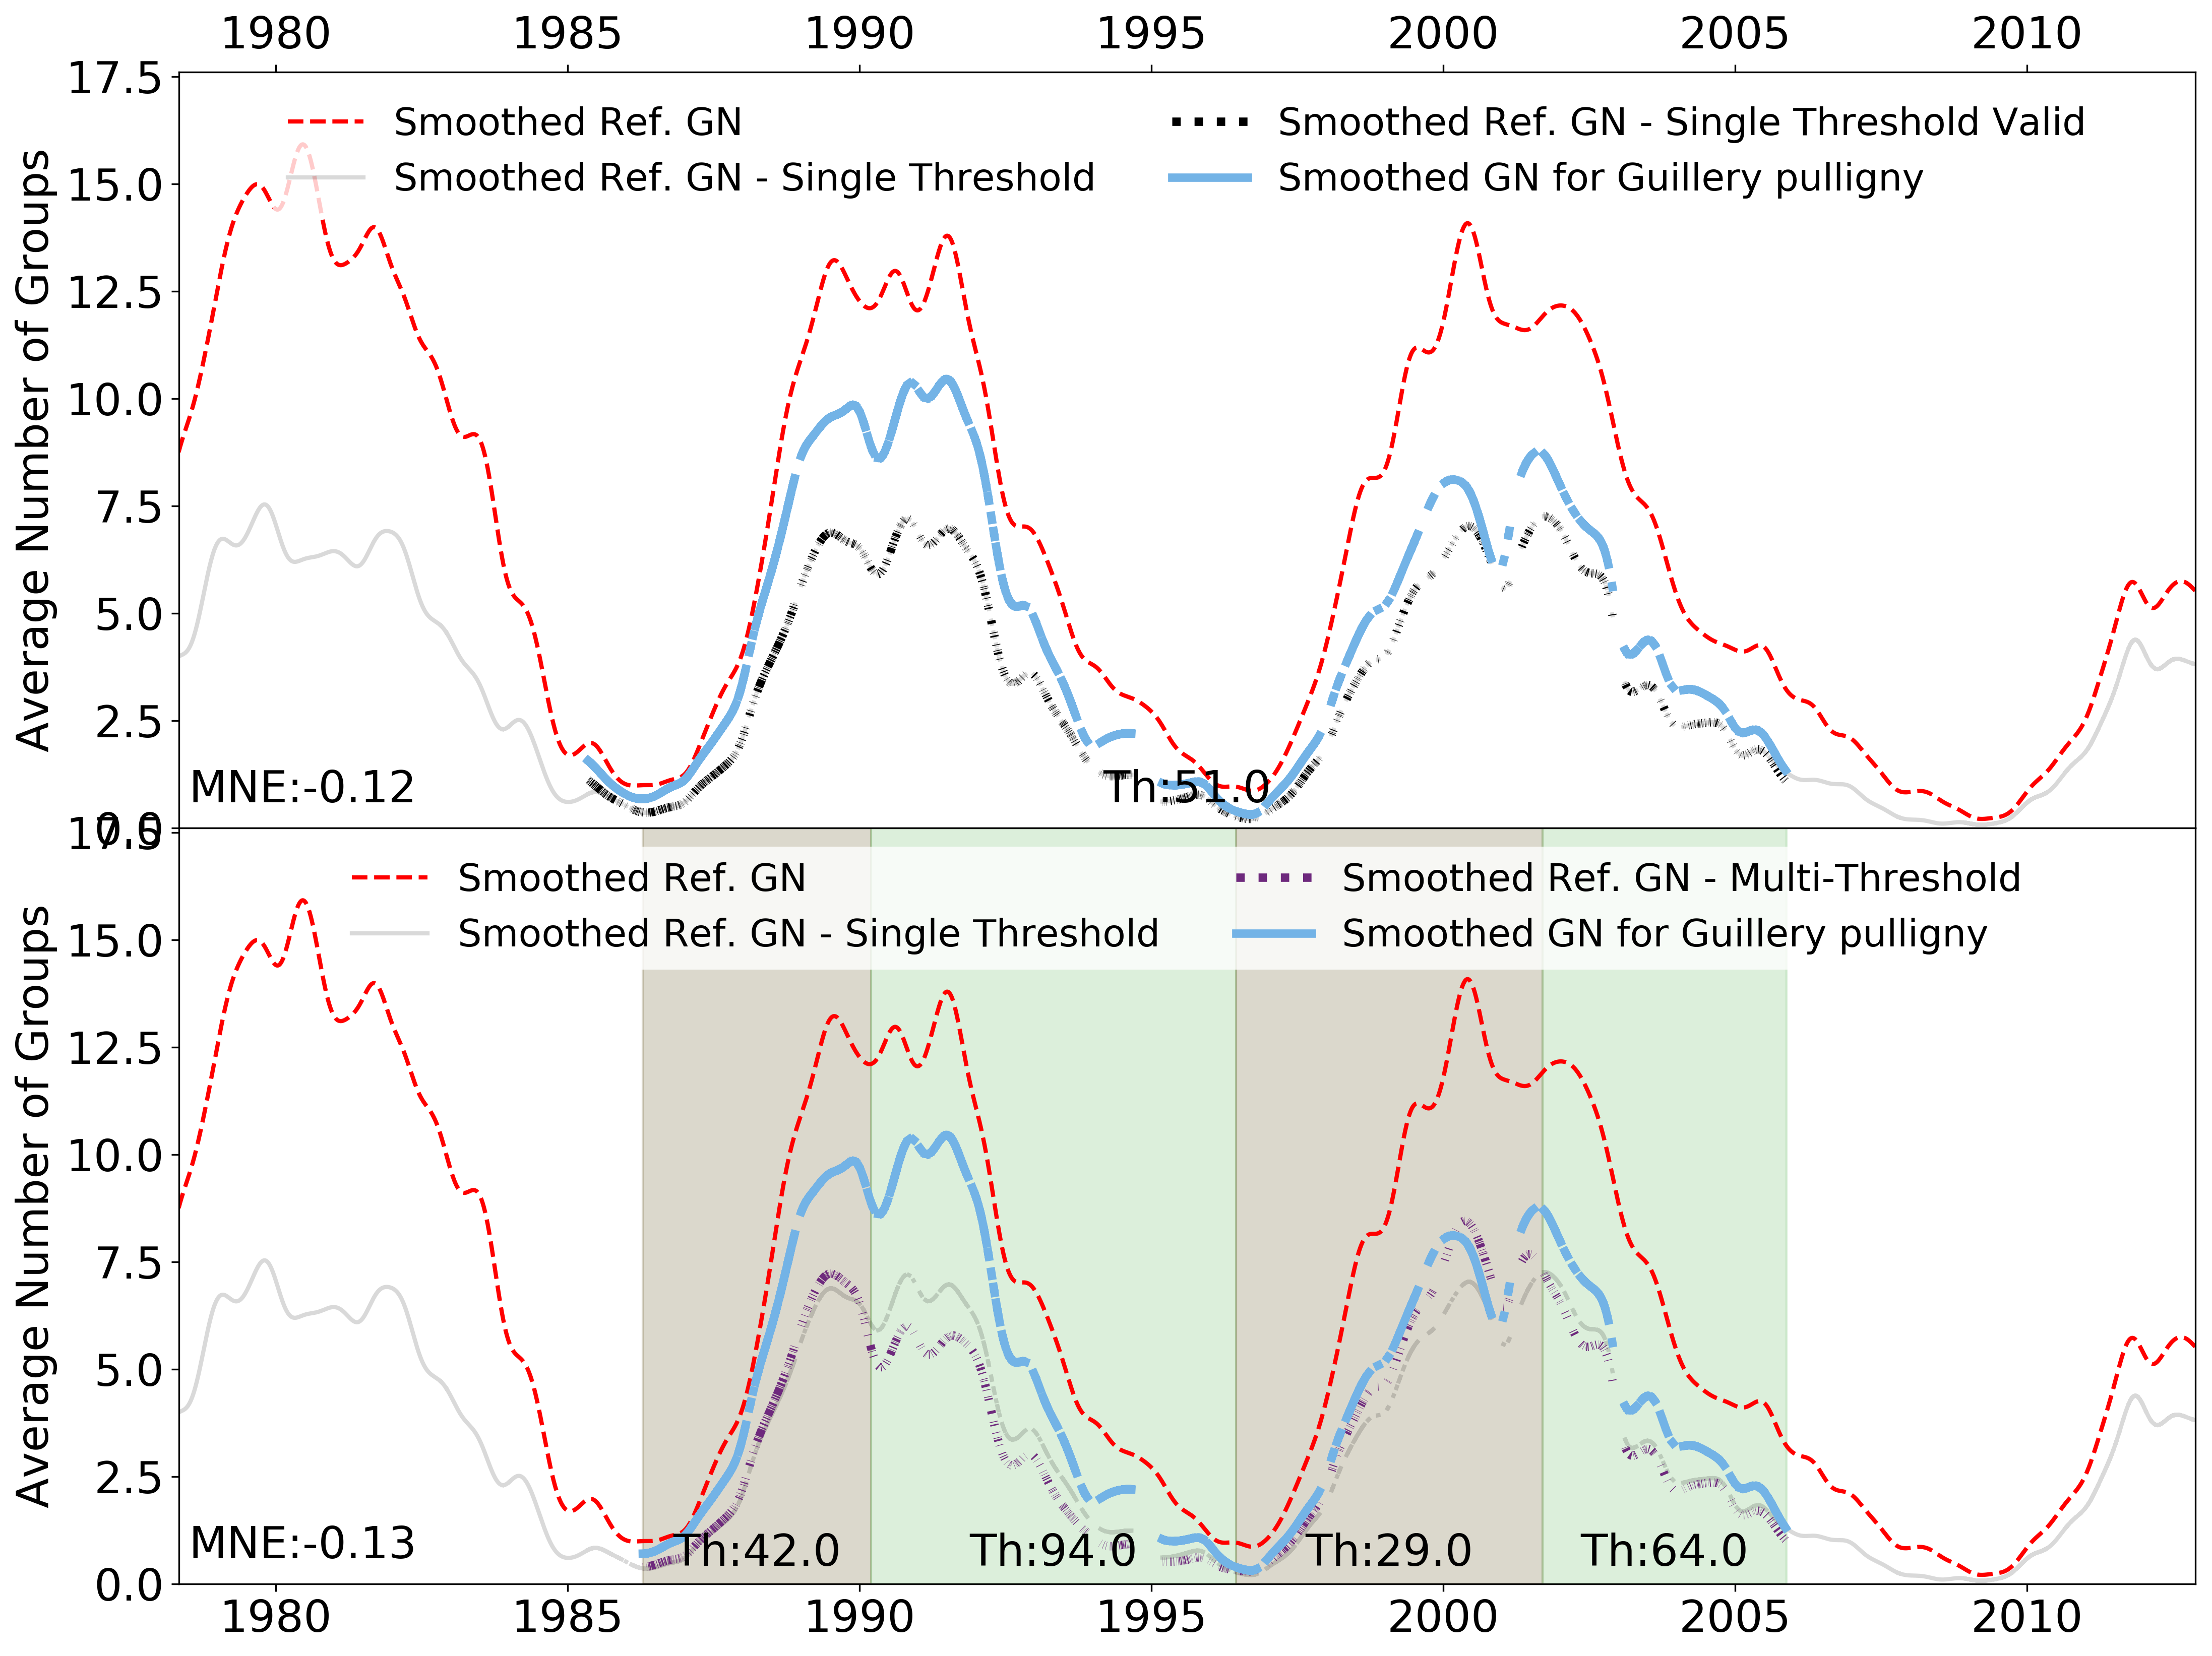 1980 1985 1990 1995 2000 2005 2010
17.5
15.0
12.5
10.0
7.5
5.0
2.5
0.0
Average Number of Groups
Smoothed Ref. GN
Smoothed Ref. GN - Single Threshold
Smoothed Ref. GN - Single Threshold Valid
Smoothed GN for Guillery pulligny
MNE:-0.12
Th:51.0
17.5
15.0
12.5
10.0
7.5
5.0
2.5
0.0
Average Number of Groups
Smoothed Ref. GN
Smoothed Ref. GN - Single Threshold
Smoothed Ref. GN - Multi-Threshold
Smoothed GN for Guillery pulligny
MNE:-0.13
Th:42.0
Th:94.0
Th:29.0
Th:64.0
1980 1985 1990 1995 2000 2005 2010